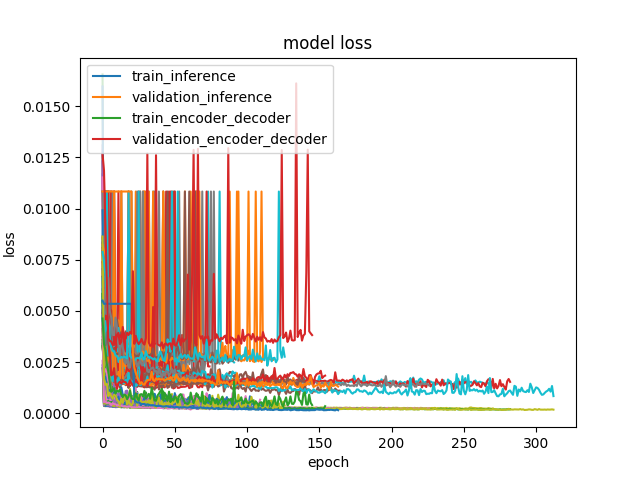 model loss
train_inference
validation_inference
train_encoder_decoder
validation_encoder_decoder
loss
0.0150
0.0125
0.0100
0.0075
0.0050
0.0025
0.0000
0 50 100 150 200 250 300
epoch